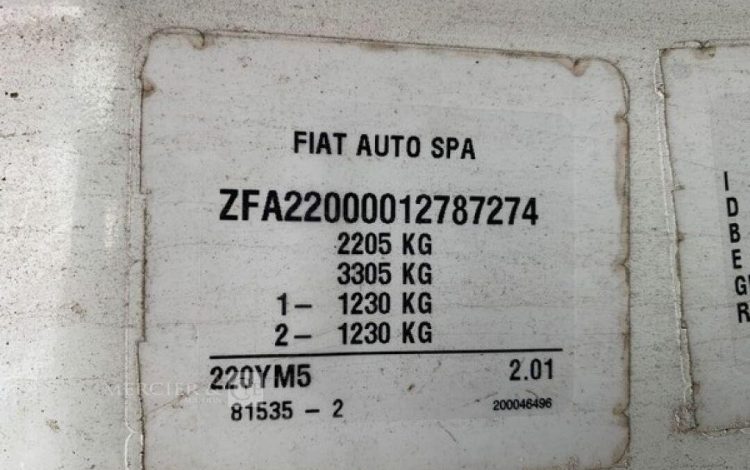 FIAT AUTO SPA
ZFA22000012787274
2205 KG
3305 KG
1- 1230 KG
2- 1230 KG
220YM5 2.01
81535 - 2 200046496
I
D
B
E
R
MERCIER &